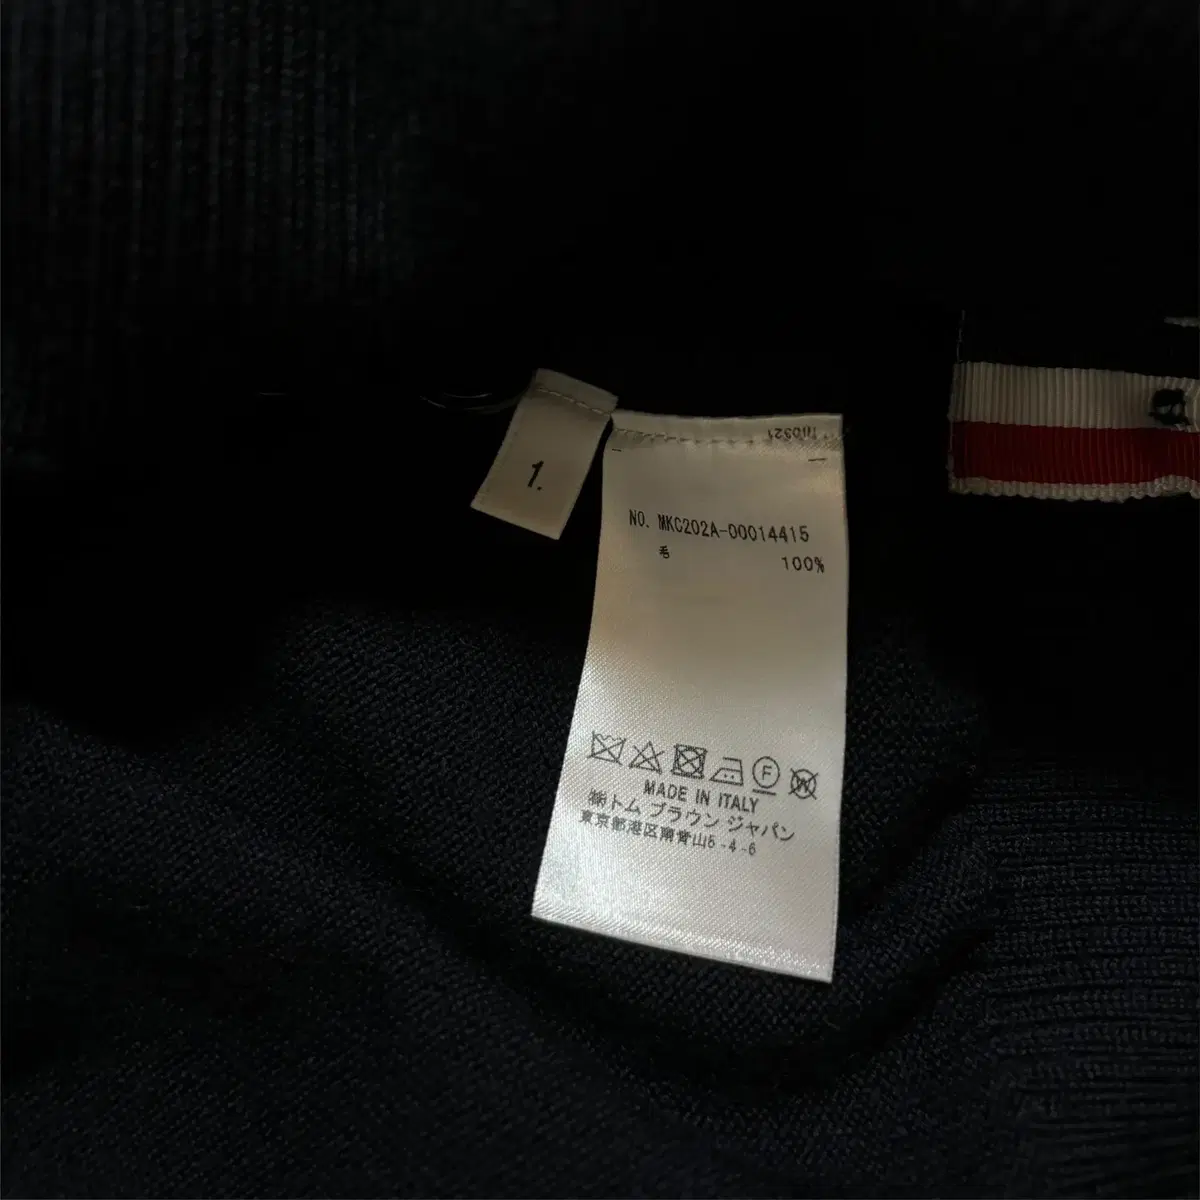 1.
NO. MKC202A-00014415
毛 100%
F W
MADE IN ITALY
㈱トム ブラウン ジャパン
東京都港区南青山5-4-6